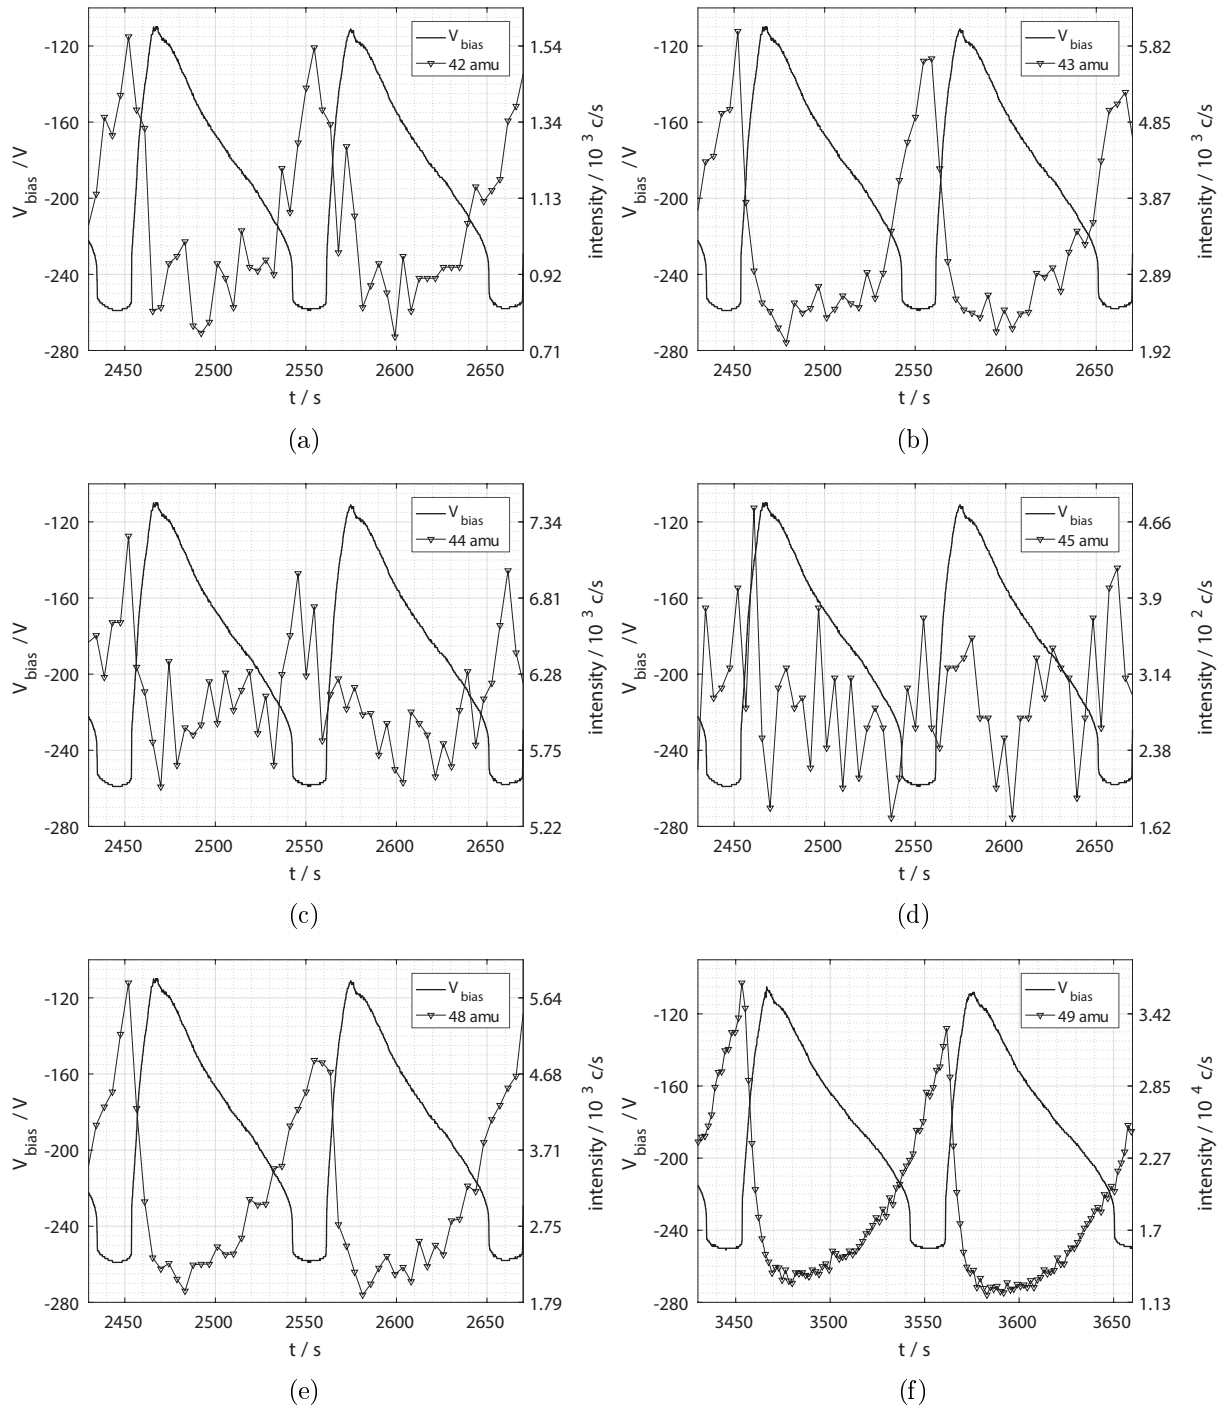 -120
-160
-200
-240
-280
V_bias / V
1.54
1.34
1.13
0.92
0.71
intensity / 10^3 c/s
V_bias
42 amu
2450 2500 2550 2600 2650
t / s
(a)
-120
-160
-200
-240
-280
V_bias / V
5.82
4.85
3.87
2.89
1.92
intensity / 10^3 c/s
V_bias
43 amu
2450 2500 2550 2600 2650
t / s
(b)
-120
-160
-200
-240
-280
V_bias / V
7.34
6.81
6.28
5.75
5.22
intensity / 10^3 c/s
V_bias
44 amu
2450 2500 2550 2600 2650
t / s
(c)
-120
-160
-200
-240
-280
V_bias / V
4.66
3.9
3.14
2.38
1.62
intensity / 10^2 c/s
V_bias
45 amu
2450 2500 2550 2600 2650
t / s
(d)
-120
-160
-200
-240
-280
V_bias / V
5.64
4.68
3.71
2.75
1.79
intensity / 10^3 c/s
V_bias
48 amu
2450 2500 2550 2600 2650
t / s
(e)
-120
-160
-200
-240
-280
V_bias / V
3.42
2.85
2.27
1.7
1.13
intensity / 10^4 c/s
V_bias
49 amu
3450 3500 3550 3600 3650
t / s
(f)